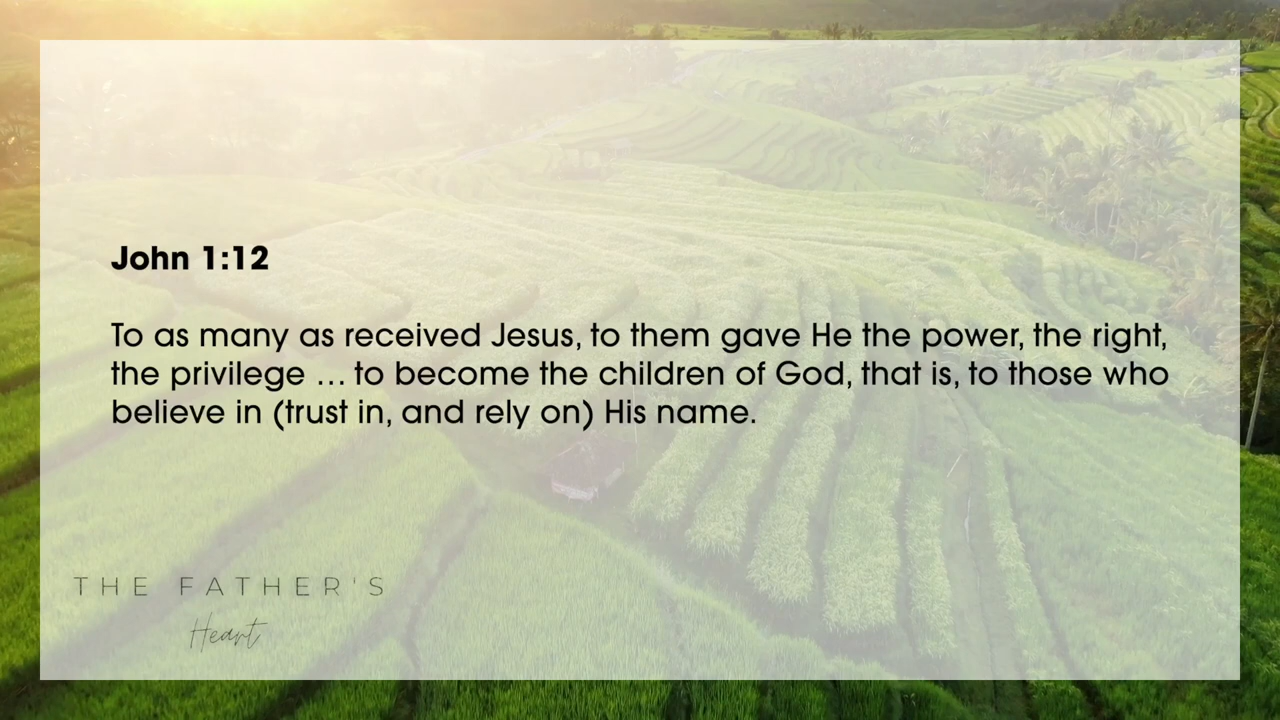 John 1:12
To as many as received Jesus, to them gave He the power, the right,
the privilege ... to become the children of God, that is, to those who
believe in (trust in, and rely on) His name.
THE FATHER'S
Heart